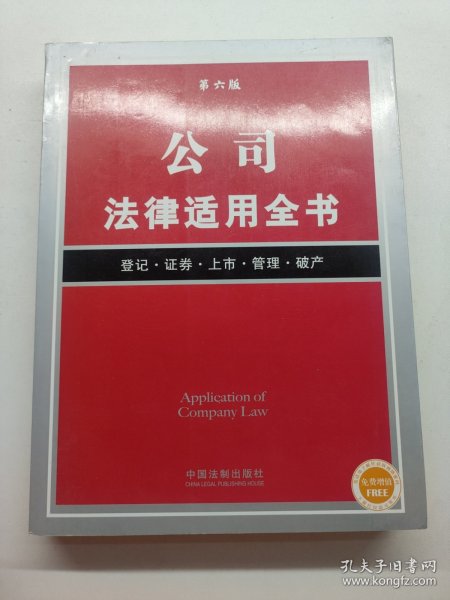 第六版
公司
法律适用全书
登记·证券·上市·管理·破产
Application of
Company Law
中国法制出版社
CHINA LEGAL PUBLISHING HOUSE
免费增值
FREE
孔夫子旧书网
www.kongfz.com